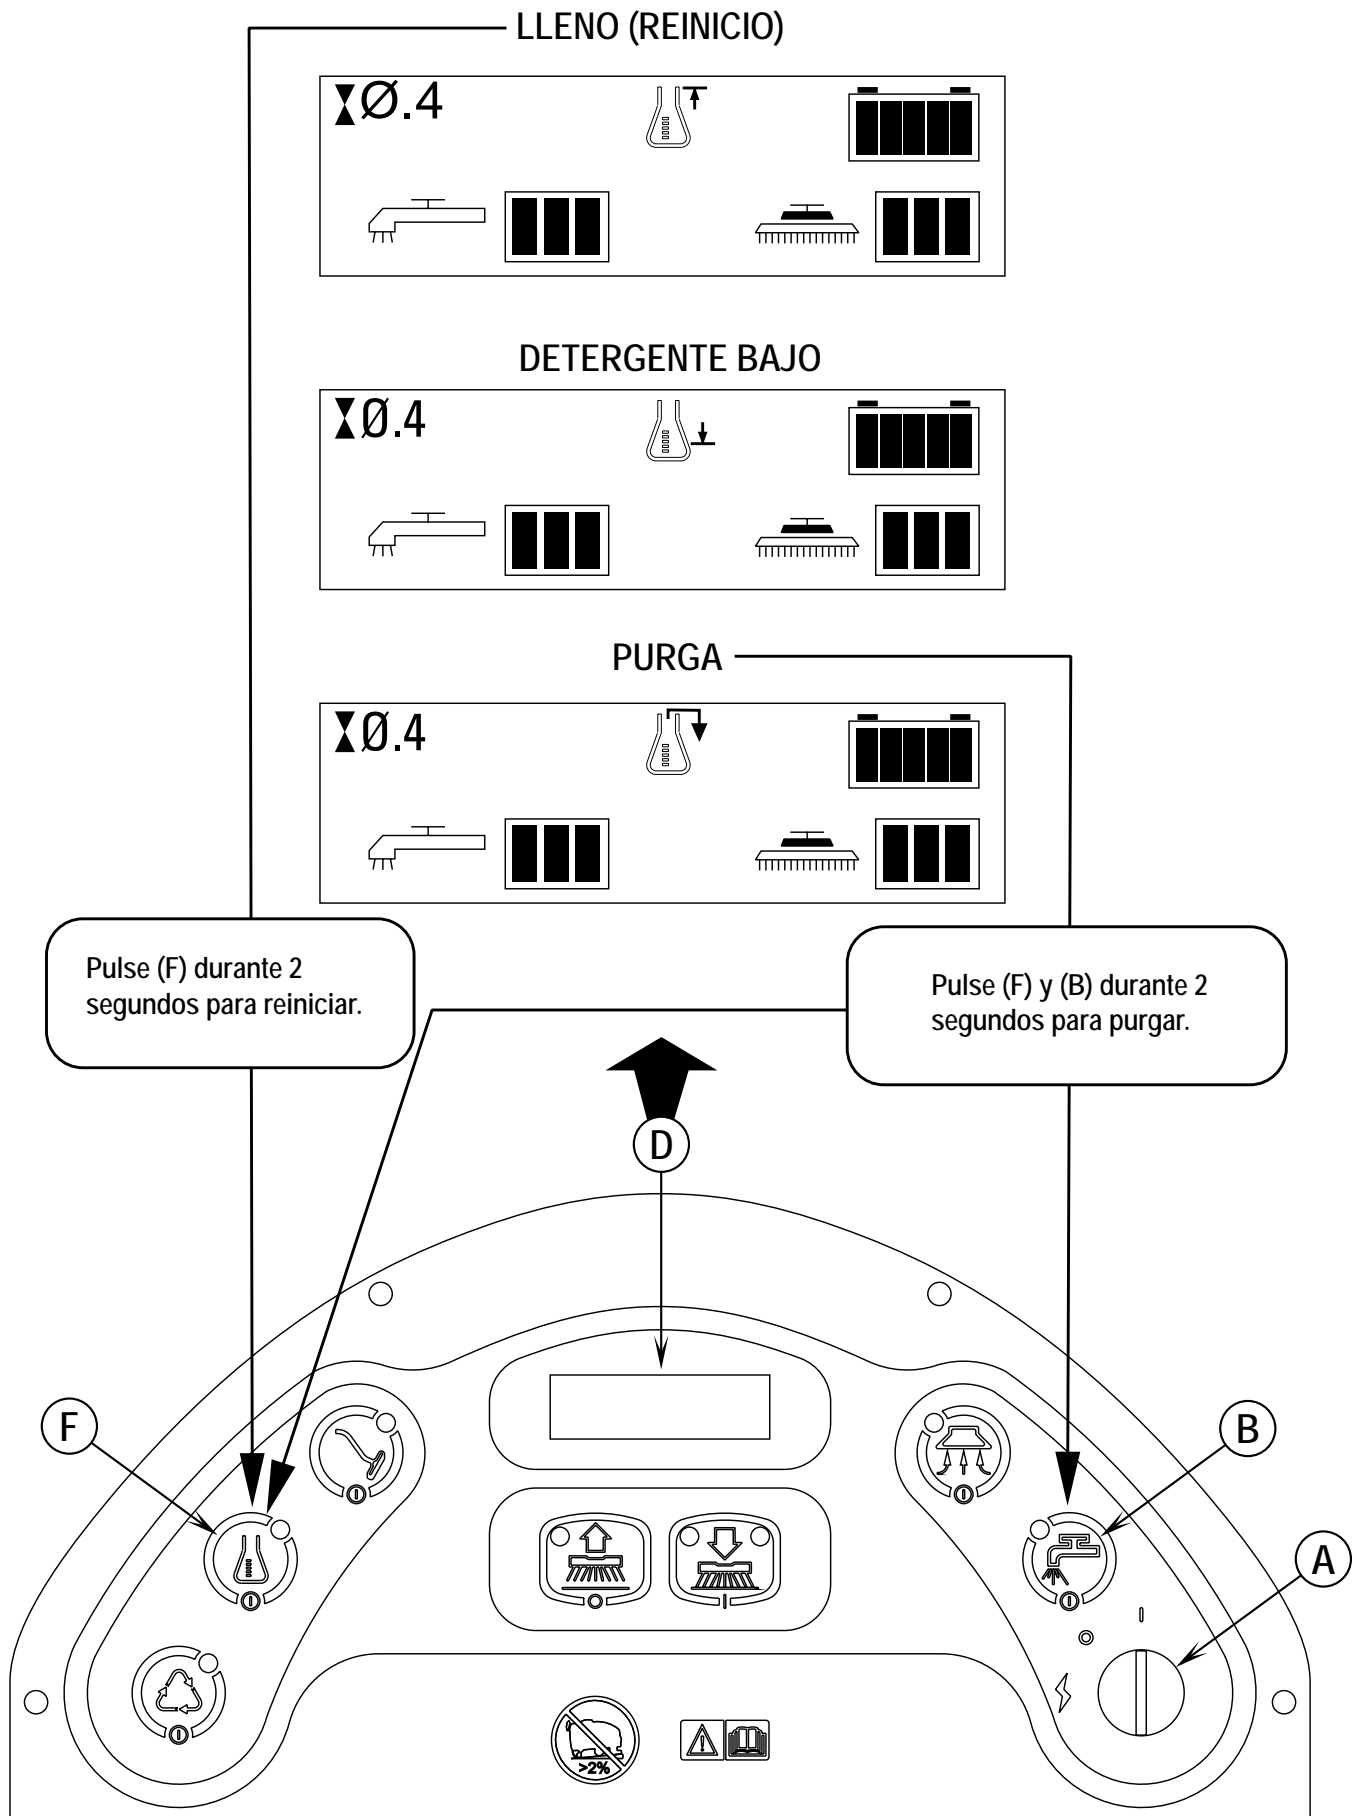 LLENO (REINICIO)
Ø.4
DETERGENTE BAJO
Ø.4
PURGA
Ø.4
Pulse (F) durante 2
segundos para reiniciar.
Pulse (F) y (B) durante 2
segundos para purgar.
D
F
B
A
>2%